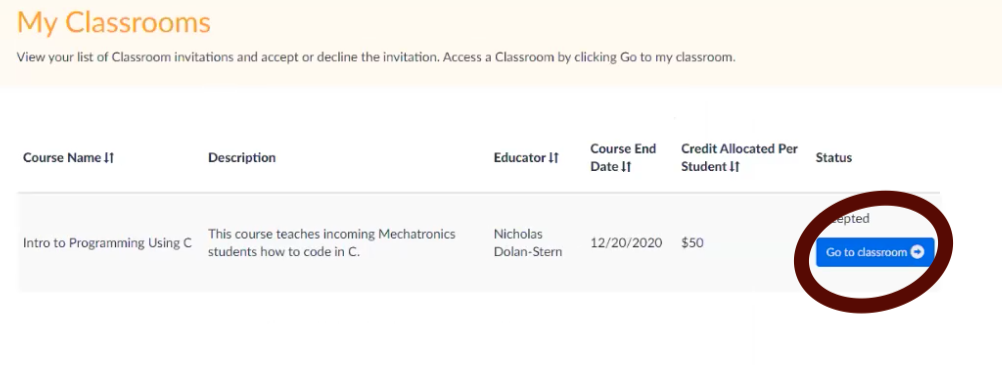 My Classrooms
View your list of Classroom invitations and accept or decline the invitation. Access a Classroom by clicking Go to my classroom.
Course Name Description Educator Course End Date Credit Allocated Per Student Status
Intro to Programming Using C
This course teaches incoming Mechatronics
students how to code in C.
Nicholas
Dolan-Stern
12/20/2020
$50
Go to classroom